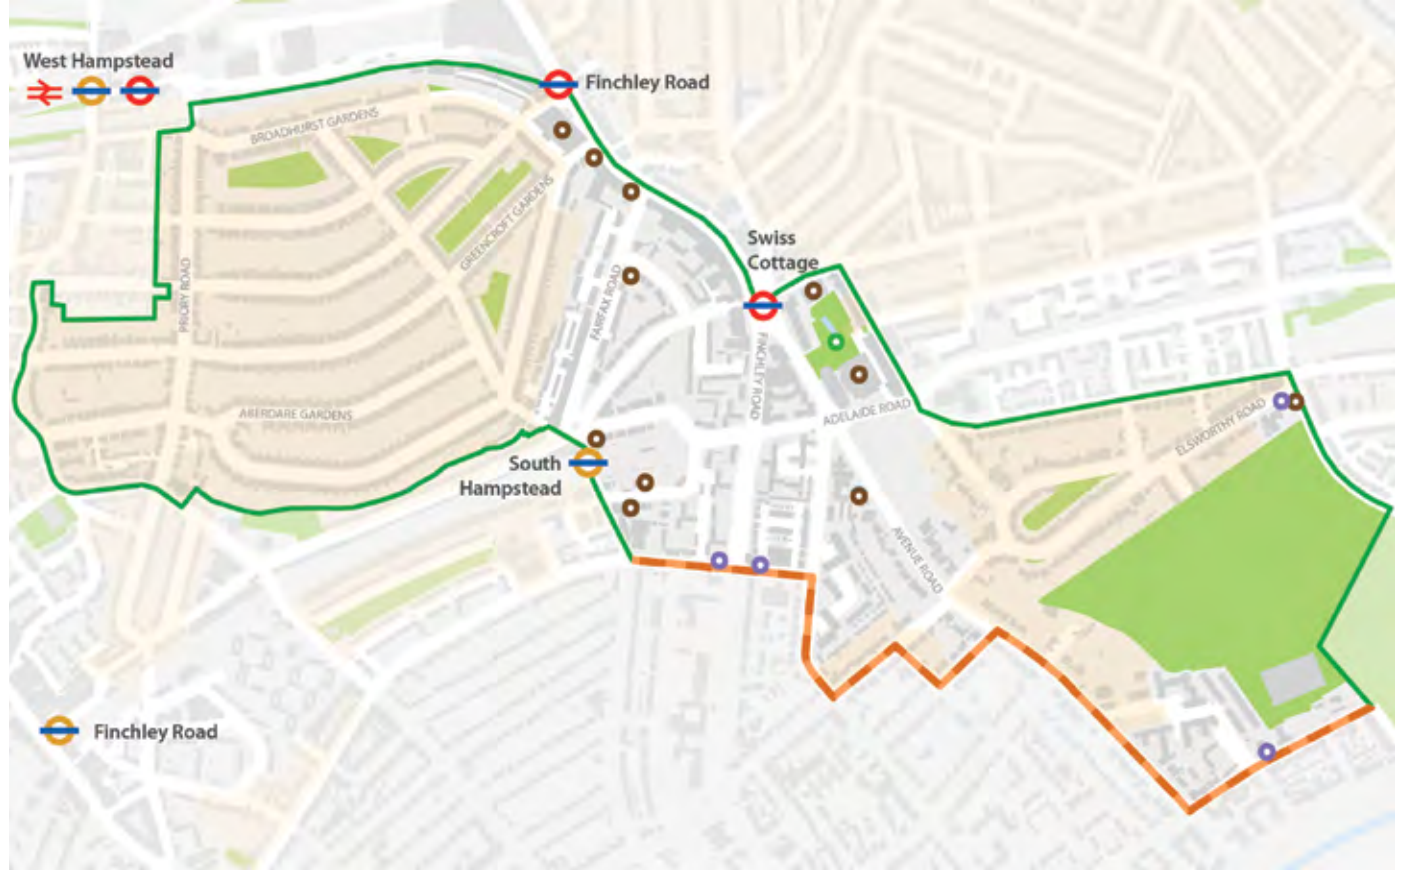 West Hampstead
Finchley Road
BROADHURST GARDENS
GREENCROFT GARDENS
Swiss
Cottage
PRIORY ROAD
FAIRFAX ROAD
FINCHLEY ROAD
ABERDARE GARDENS
ADELAIDE ROAD
ELSWORTHY ROAD
South
Hampstead
AVENUE ROAD
Finchley Road